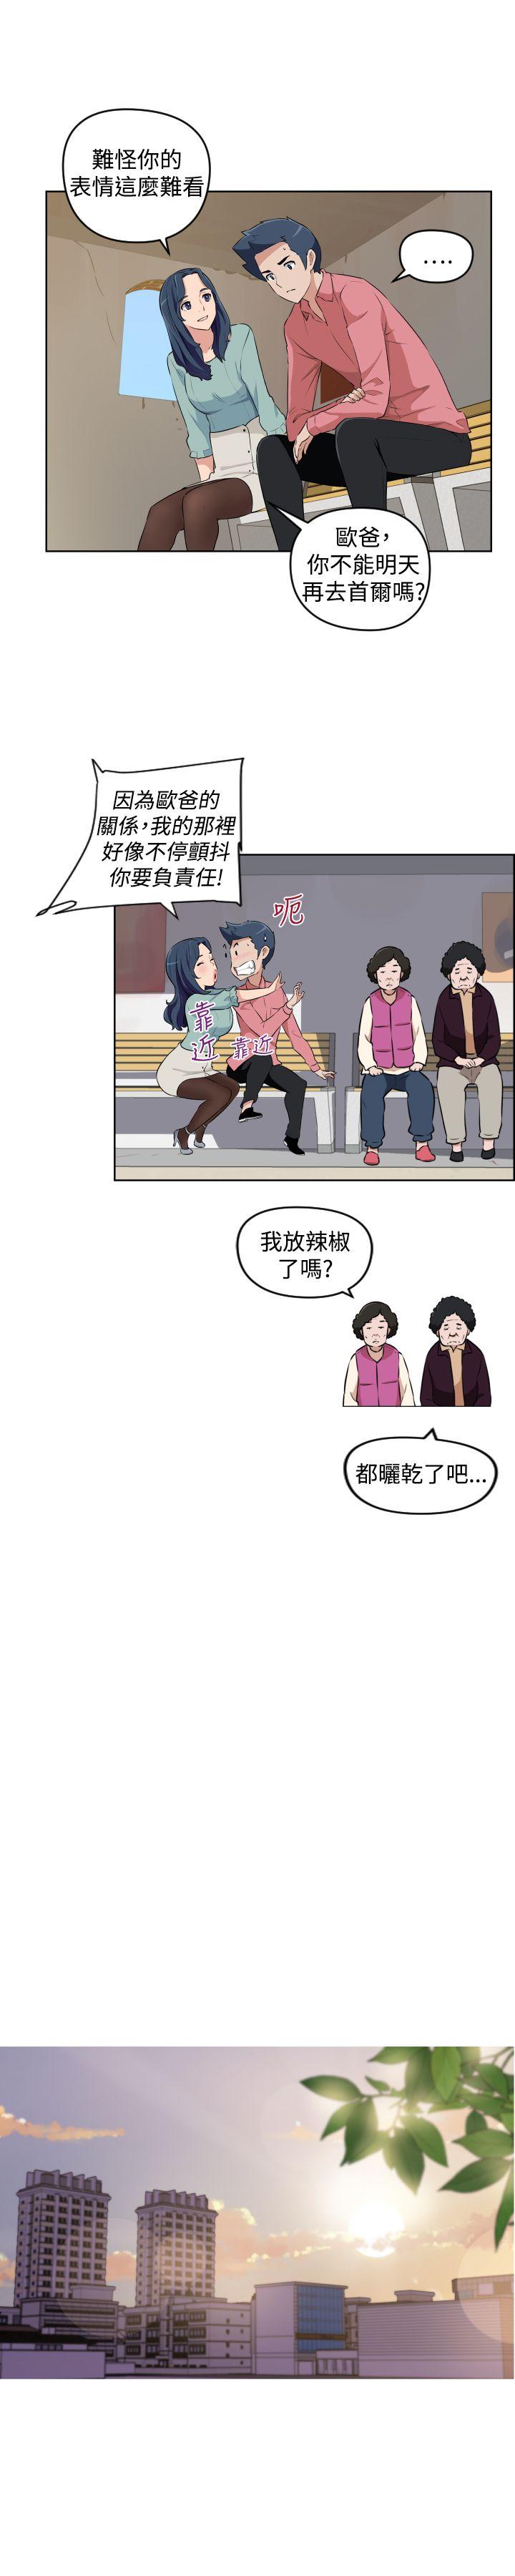 難怪你的
表情這麼難看
....
歐爸，
你不能明天
再去首爾嗎?
因為歐爸的
關係，我的那裡
好像不停顫抖
你要負責任!
呃
靠近
靠近
我放辣椒
了嗎?
都曬乾了吧...